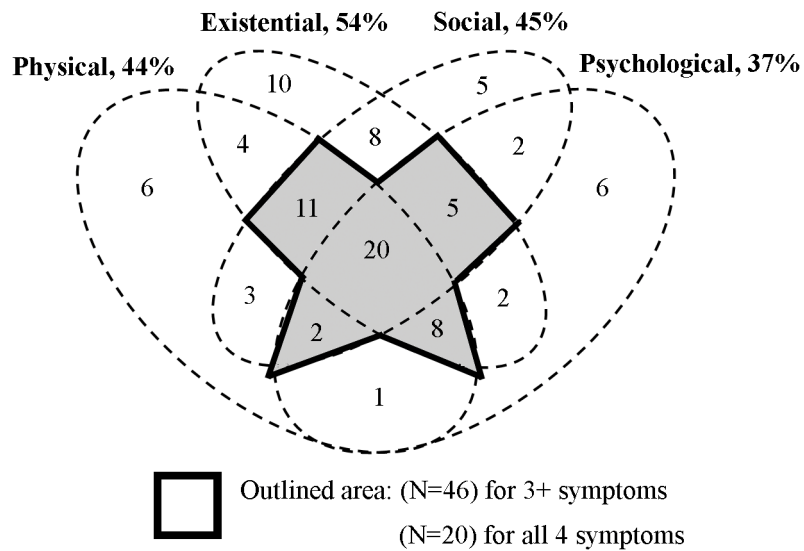 Existential, 54%
Social, 45%
Physical, 44%
Psychological, 37%
10
5
4
8
2
6
6
11
5
20
3
2
2
8
1
Outlined area: (N=46) for 3+ symptoms
(N=20) for all 4 symptoms